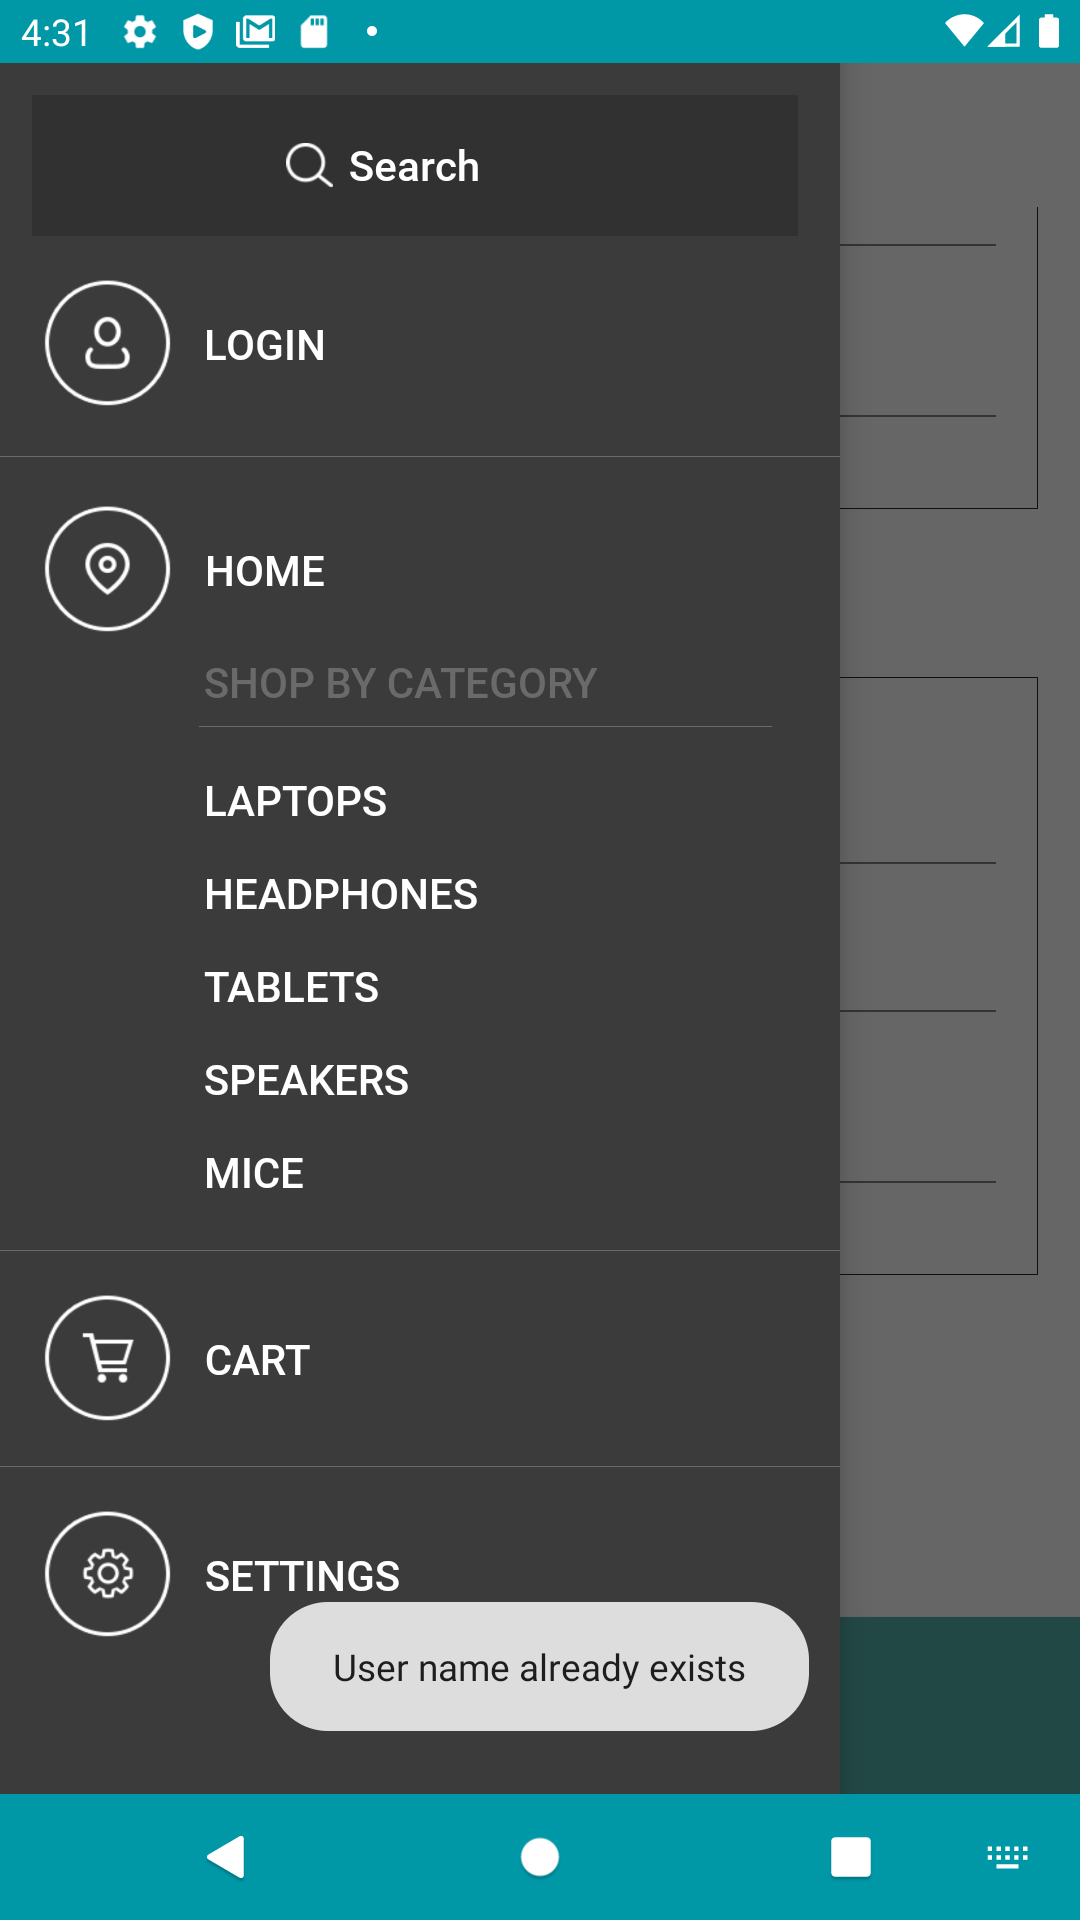 4:31
Search
LOGIN
HOME
SHOP BY CATEGORY
LAPTOPS
HEADPHONES
TABLETS
SPEAKERS
MICE
CART
SETTINGS
User name already exists